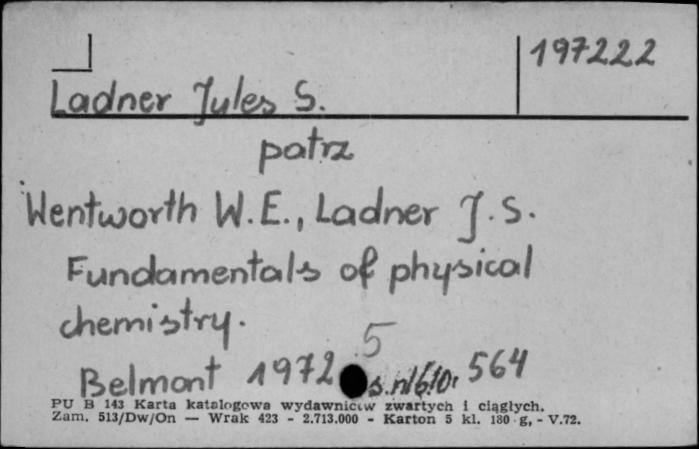 197222
Ladner Jules S.
patrz
Wentworth W.E., Ladner J.S.
Fundamentals of physical
chemistry.
5
Belmont 1972 564
PU B 143 Karta katalogowa wydawnictw zwartych i ciągłych.
Zam. 513/Dw/On — Wrak 423 - 2.713.000 - Karton 5 kl. 180 g, - V.72.